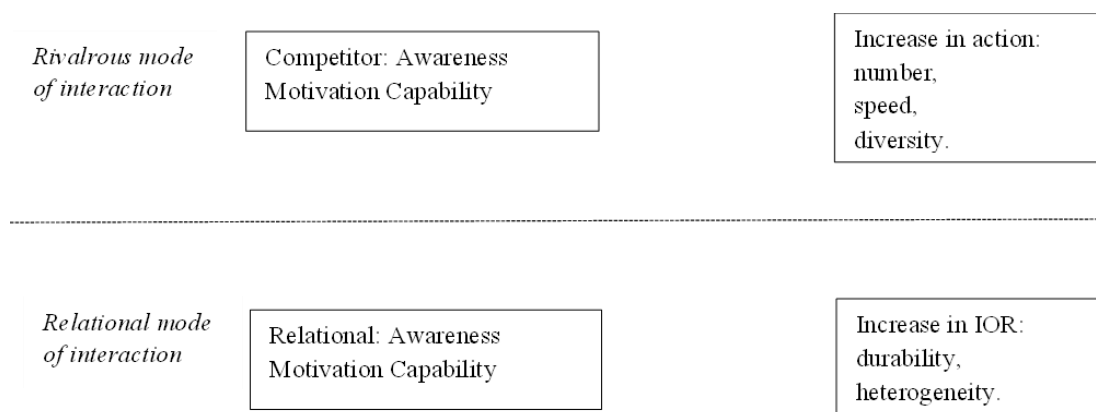 Rivalrous mode
of interaction
Competitor: Awareness
Motivation Capability
Increase in action:
number,
speed,
diversity.
Relational mode
of interaction
Relational: Awareness
Motivation Capability
Increase in IOR:
durability,
heterogeneity.